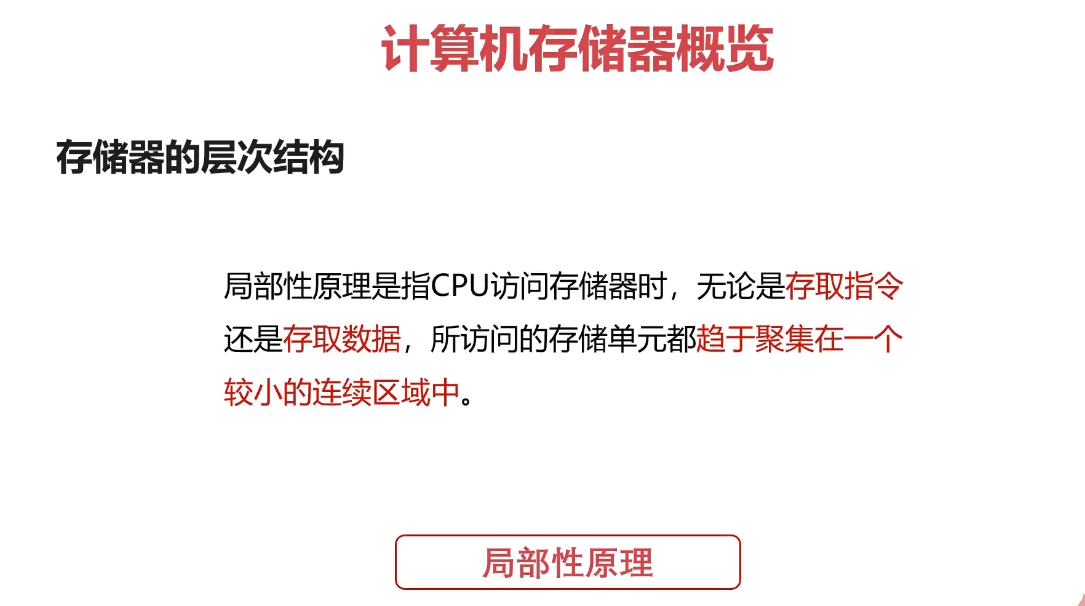 计算机存储器概览
存储器的层次结构
局部性原理是指CPU访问存储器时，无论是存取指令
还是存取数据，所访问的存储单元都趋于聚集在一个
较小的连续区域中。
局部性原理